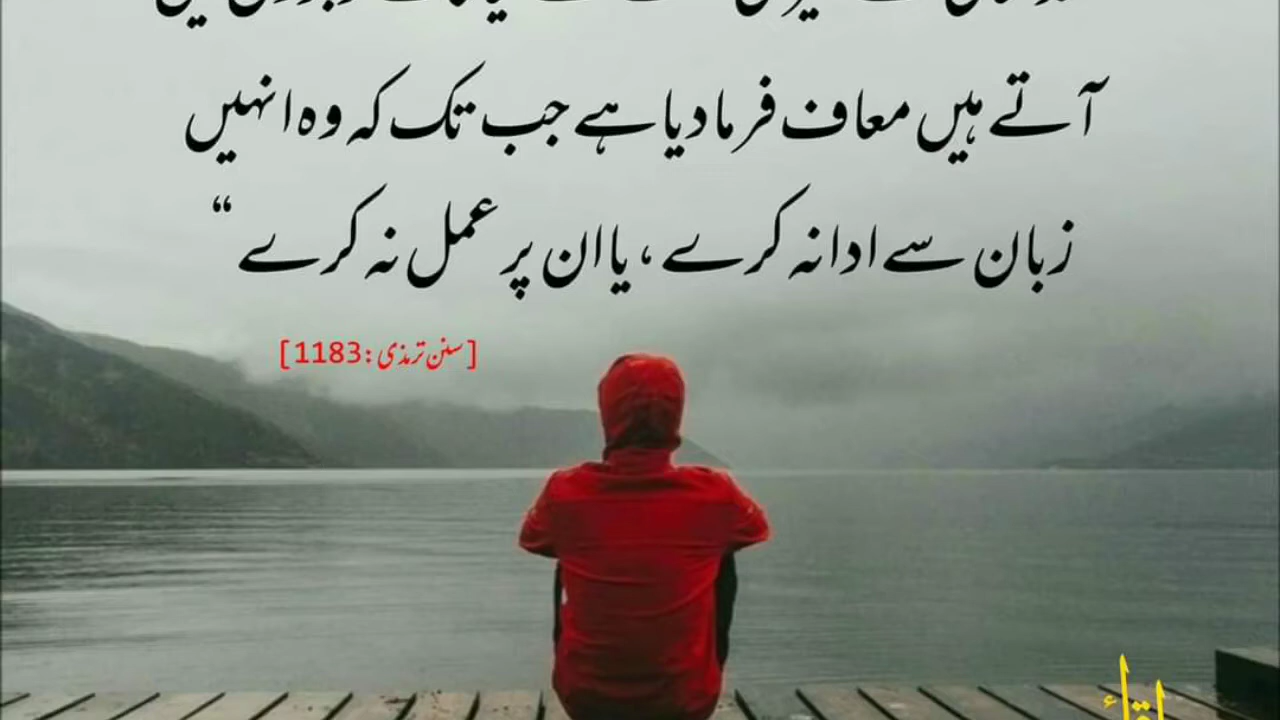 آتے ہیں معاف فرما دیا ہے جب تک کہ وہ انہیں
زبان سے ادا نہ کرے، یا ان پر عمل نہ کرے“
[سنن ترمذی: 1183]